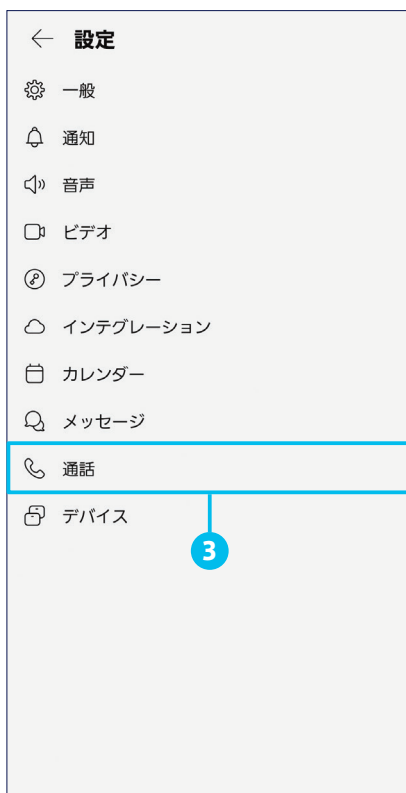 設定
一般
通知
音声
ビデオ
プライバシー
インテグレーション
カレンダー
メッセージ
通話
デバイス
3